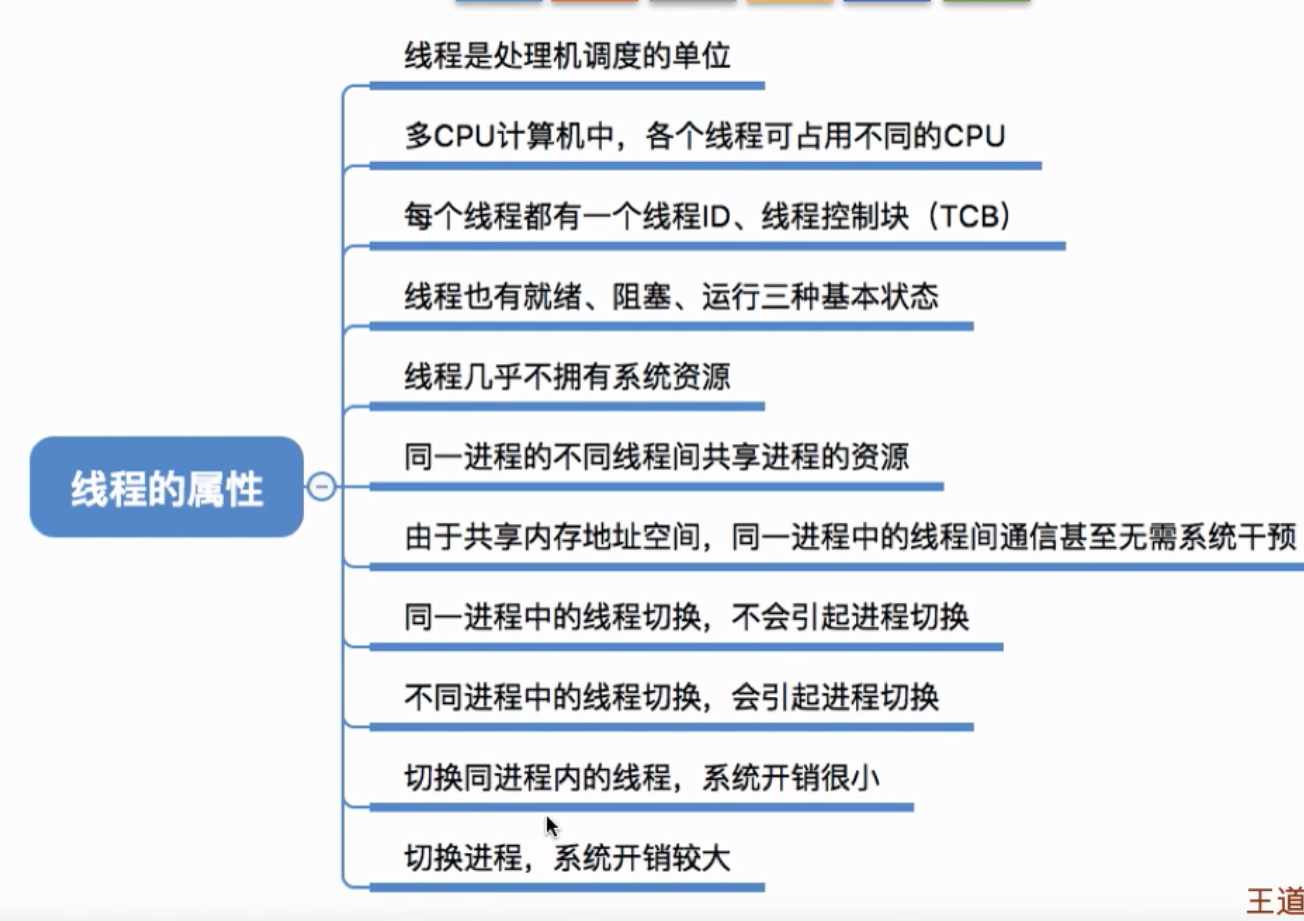 线程是处理机调度的单位
多CPU计算机中，各个线程可占用不同的CPU
每个线程都有一个线程ID、线程控制块（TCB）
线程也有就绪、阻塞、运行三种基本状态
线程几乎不拥有系统资源
同一进程的不同线程间共享进程的资源
线程的属性
由于共享内存地址空间，同一进程中的线程间通信甚至无需系统干预
同一进程中的线程切换，不会引起进程切换
不同进程中的线程切换，会引起进程切换
切换同进程内的线程，系统开销很小
切换进程，系统开销较大
王道